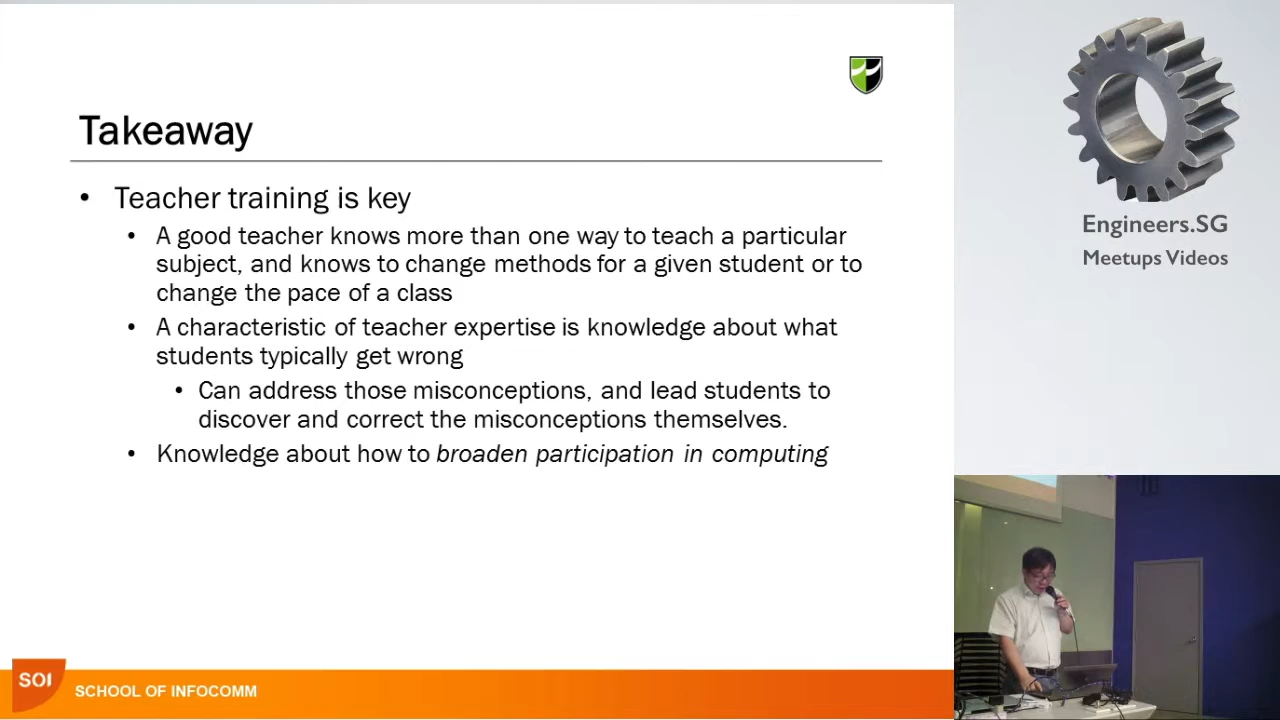 Takeaway
• Teacher training is key
• A good teacher knows more than one way to teach a particular
subject, and knows to change methods for a given student or to
change the pace of a class
• A characteristic of teacher expertise is knowledge about what
students typically get wrong
• Can address those misconceptions, and lead students to
discover and correct the misconceptions themselves.
• Knowledge about how to broaden participation in computing
SOI
SCHOOL OF INFOCOMM
Engineers.SG
Meetups Videos